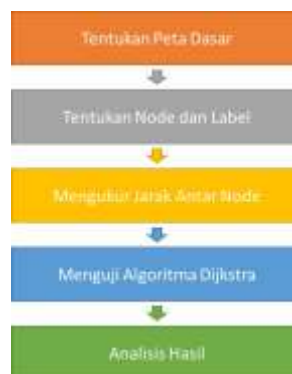 Tentukan Peta Dasar
Tentukan Node dan Label
Mengukur Jarak Antar Node
Menguji Algoritma Dijkstra
Analisis Hasil